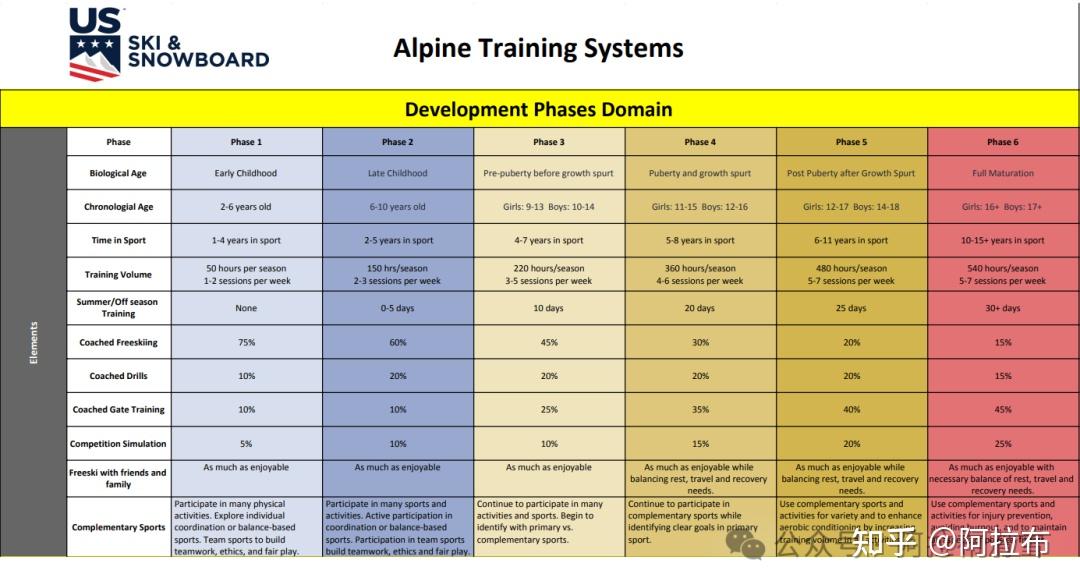 US
SKI &
SNOWBOARD
Alpine Training Systems
Development Phases Domain
Elements
Phase Phase 1 Phase 2 Phase 3 Phase 4 Phase 5 Phase 6
Biological Age Early Childhood Late Childhood Pre-puberty before growth spurt Puberty and growth spurt Post Puberty after Growth Spurt Full Maturation
Chronologial Age 2-6 years old 6-10 years old Girls: 9-13 Boys: 10-14 Girls: 11-15 Boys: 12-16 Girls: 12-17 Boys: 14-18 Girls: 16+ Boys: 17+
Time in Sport 1-4 years in sport 2-5 years in sport 4-7 years in sport 5-8 years in sport 6-11 years in sport 10-15+ years in sport
Training Volume
50 hours per season
1-2 sessions per week
150 hrs/season
2-3 sessions per week
220 hours/season
3-5 sessions per week
360 hours/season
4-6 sessions per week
480 hours/season
5-7 sessions per week
540 hours/season
5-7 sessions per week
Summer/Off season
Training
None 0-5 days 10 days 20 days 25 days 30+ days
Coached Freeskiing 75% 60% 45% 30% 20% 15%
Coached Drills 10% 20% 20% 20% 20% 15%
Coached Gate Training 10% 10% 25% 35% 40% 45%
Competition Simulation 5% 10% 10% 15% 20% 25%
Freeski with friends and
family
As much as enjoyable
As much as enjoyable
As much as enjoyable
As much as enjoyable while
balancing rest, travel and recovery
needs.
As much as enjoyable while
balancing rest, travel and recovery
needs.
As much as enjoyable with
necessary balance of rest, travel and
recovery needs.
Complementary Sports
Participate in many physical
activities. Explore individual
coordination or balance-based
sports. Team sports to build
teamwork, ethics, and fair play.
Participate in many sports and
activities. Active participation in
coordination or balance-based
sports. Participation in team sports
build teamwork, ethics and fair play.
Continue to participate in many
activities and sports. Begin to
identify with primary vs.
complementary sports.
Continue to participate in
complementary sports while
identifying clear goals in primary
sport.
Use complementary sports and
activities for variety and to enhance
aerobic conditioning by increasing
training volume in
Use complementary sports and
activities for injury prevention,
avoiding burnout, and to maintain
公众号
知乎 @阿拉布